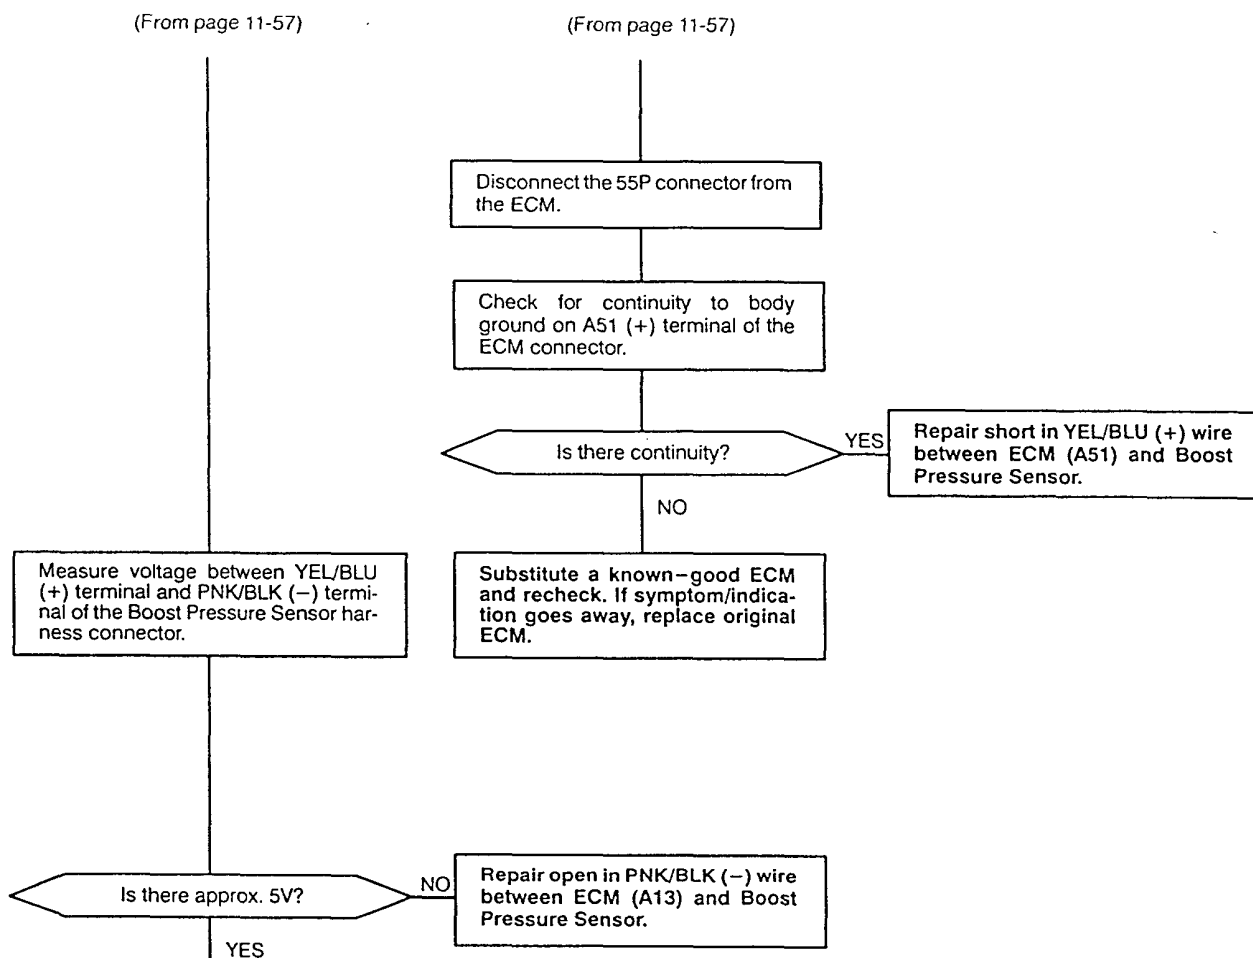 (From page 11-57)
(From page 11-57)
Disconnect the 55P connector from
the ECM.
Check for continuity to body
ground on A51 (+) terminal of the
ECM connector.
Is there continuity?
YES
Repair short in YEL/BLU (+) wire
between ECM (A51) and Boost
Pressure Sensor.
NO
Measure voltage between YEL/BLU
(+) terminal and PNK/BLK (−) termi-
nal of the Boost Pressure Sensor har-
ness connector.
Substitute a known–good ECM
and recheck. If symptom/indica-
tion goes away, replace original
ECM.
Is there approx. 5V?
NO
Repair open in PNK/BLK (−) wire
between ECM (A13) and Boost
Pressure Sensor.
YES